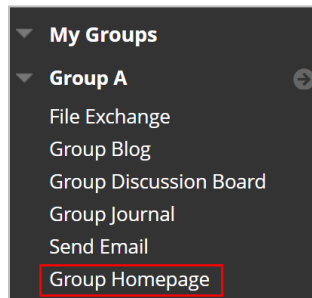 My Groups
Group A
File Exchange
Group Blog
Group Discussion Board
Group Journal
Send Email
Group Homepage